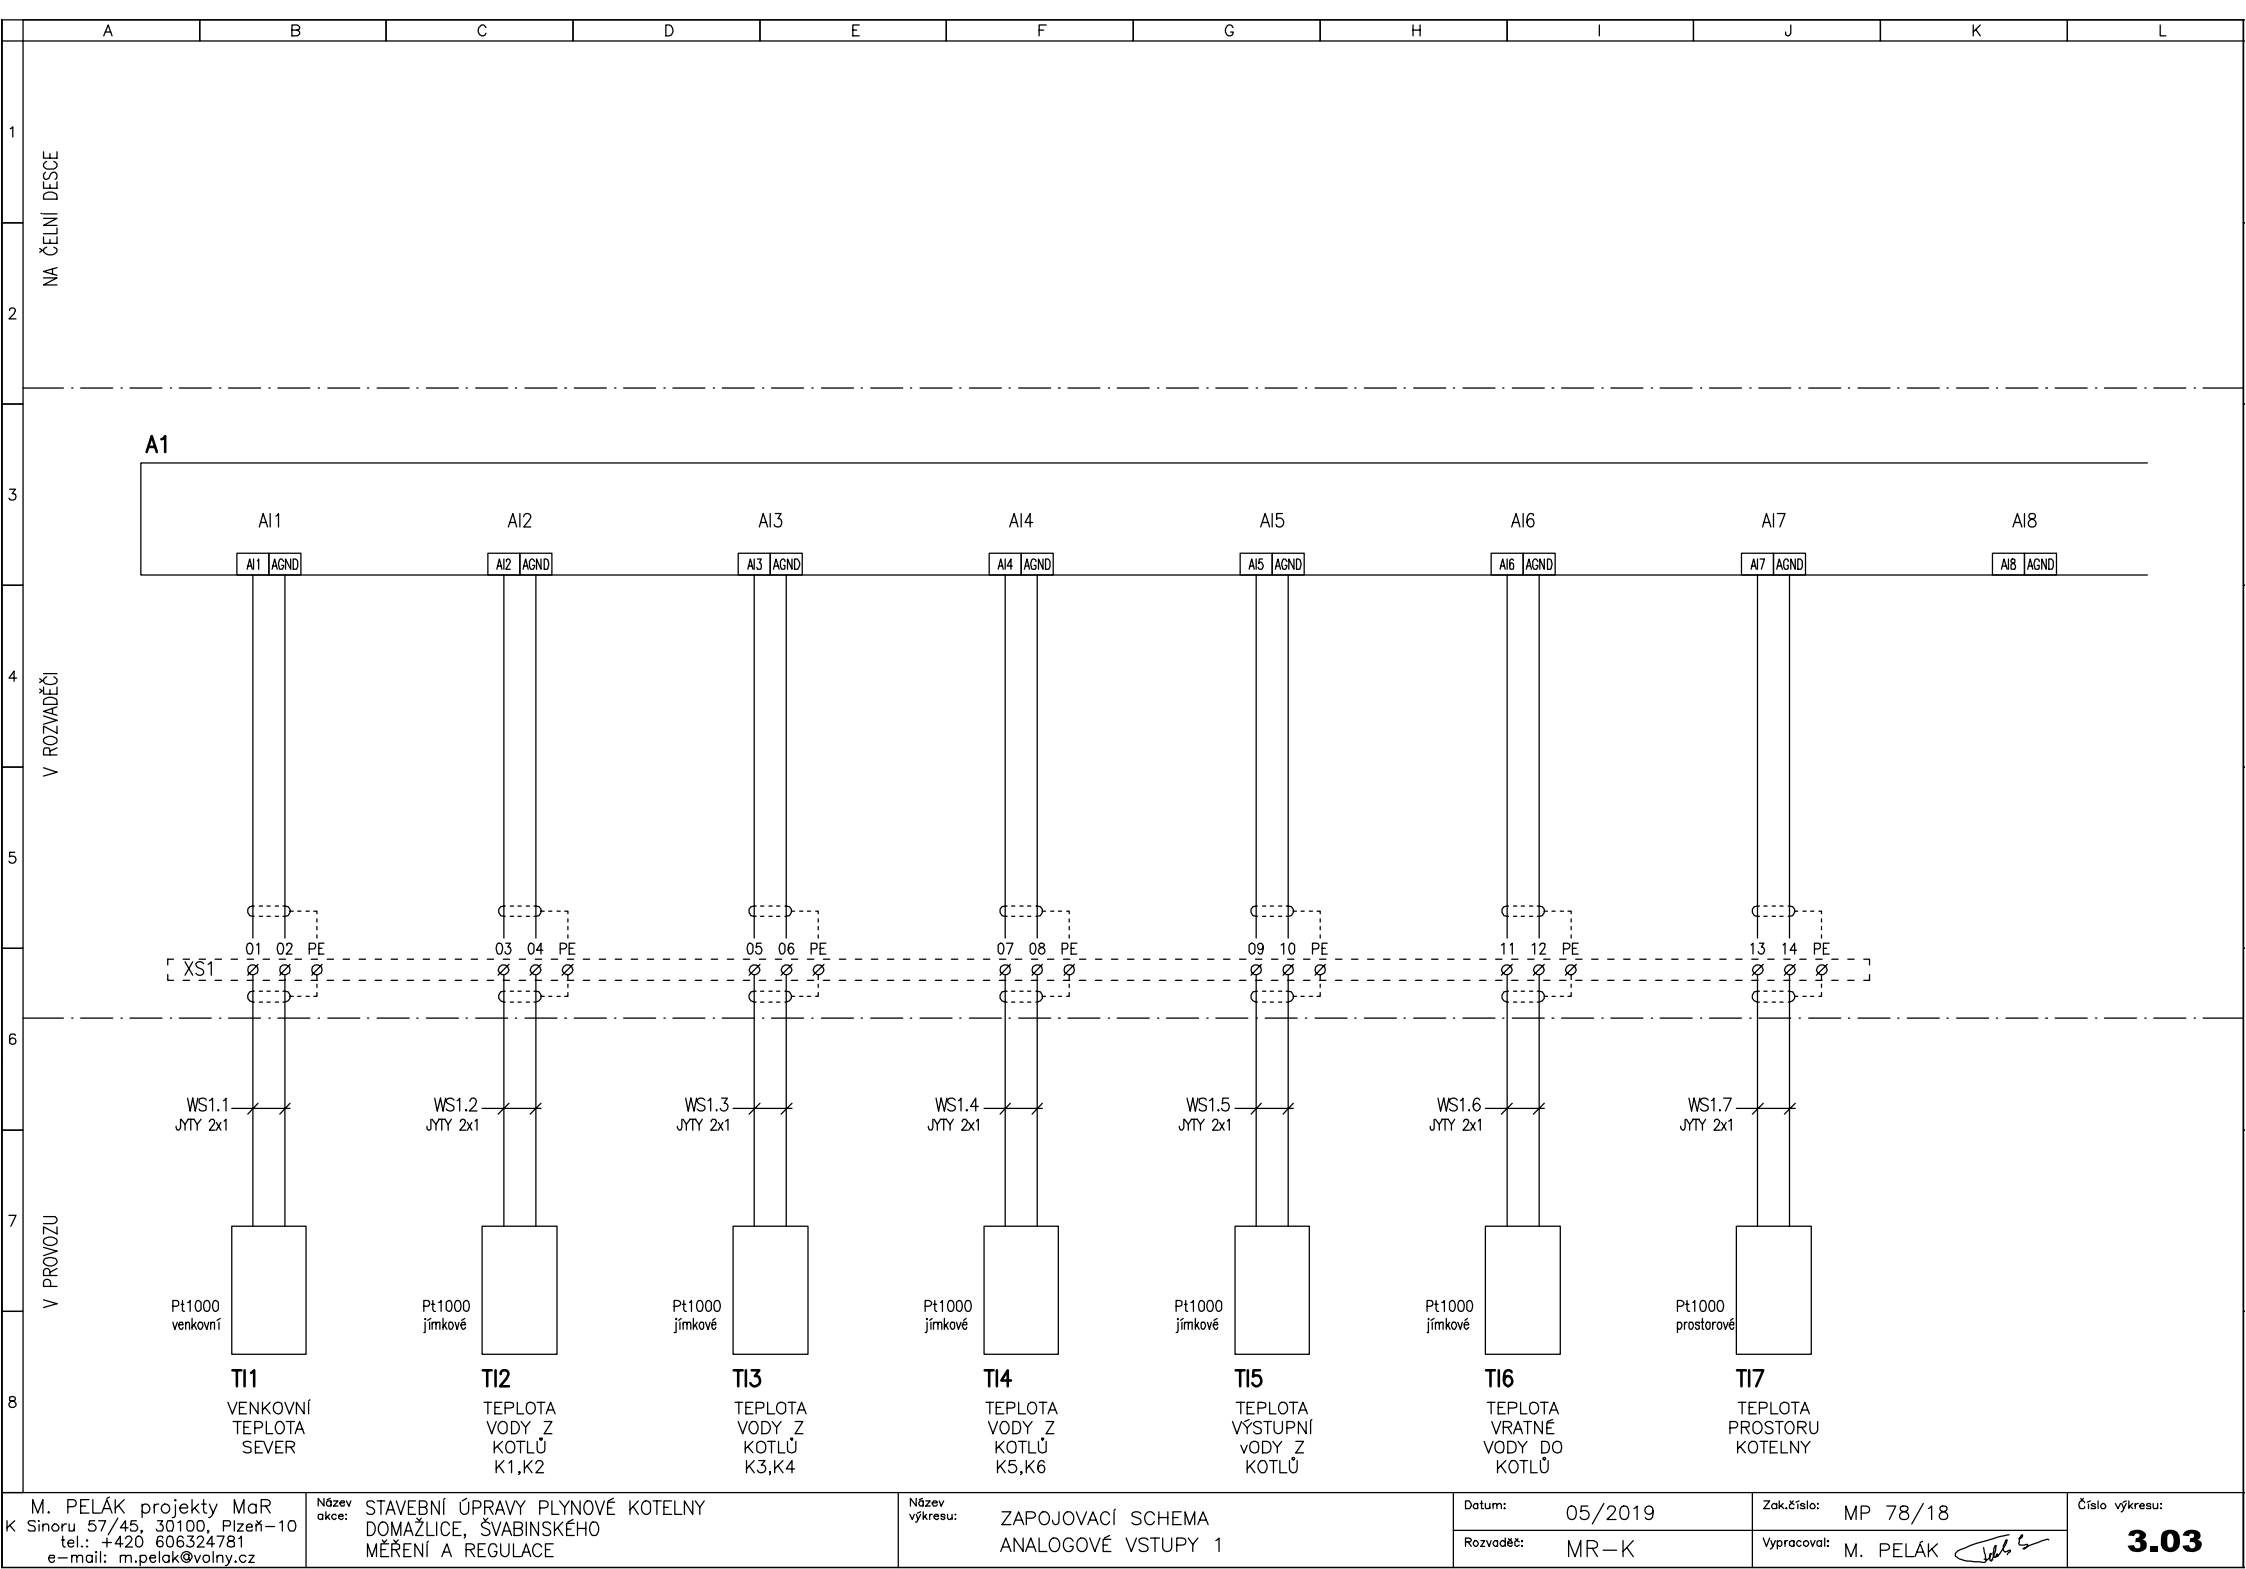 A B C D E F G H I J K L
1
2
3
4
5
6
7
8
NA ČELNÍ DESCE
V ROZVADĚČI
V PROVOZU
A1
AI1 AI2 AI3 AI4 AI5 AI6 AI7 AI8
AI1 AGND AI2 AGND AI3 AGND AI4 AGND AI5 AGND AI6 AGND AI7 AGND AI8 AGND
01 02 PE 03 04 PE 05 06 PE 07 08 PE 09 10 PE 11 12 PE 13 14 PE
XS1
WS1.1 WS1.2 WS1.3 WS1.4 WS1.5 WS1.6 WS1.7
JYTY 2x1 JYTY 2x1 JYTY 2x1 JYTY 2x1 JYTY 2x1 JYTY 2x1 JYTY 2x1
Pt1000 Pt1000 Pt1000 Pt1000 Pt1000 Pt1000 Pt1000
venkovní jímkové jímkové jímkové jímkové jímkové prostorové
TI1
VENKOVNÍ
TEPLOTA
SEVER
TI2
TEPLOTA
VODY Z
KOTLŮ
K1,K2
TI3
TEPLOTA
VODY Z
KOTLŮ
K3,K4
TI4
TEPLOTA
VODY Z
KOTLŮ
K5,K6
TI5
TEPLOTA
VÝSTUPNÍ
vODY Z
KOTLŮ
TI6
TEPLOTA
VRATNÉ
VODY DO
KOTLŮ
TI7
TEPLOTA
PROSTORU
KOTELNY
M. PELÁK projekty MaR
K Sinoru 57/45, 30100, Plzeň-10
tel.: +420 606324781
e-mail: m.pelak@volny.cz
Název
akce:
STAVEBNÍ ÚPRAVY PLYNOVÉ KOTELNY
DOMAŽLICE, ŠVABINSKÉHO
MĚŘENÍ A REGULACE
Název
výkresu:
ZAPOJOVACÍ SCHEMA
ANALOGOVÉ VSTUPY 1
Datum: 05/2019
Rozvaděč: MR-K
Zak.číslo: MP 78/18
Vypracoval: M. PELÁK
Číslo výkresu:
3.03